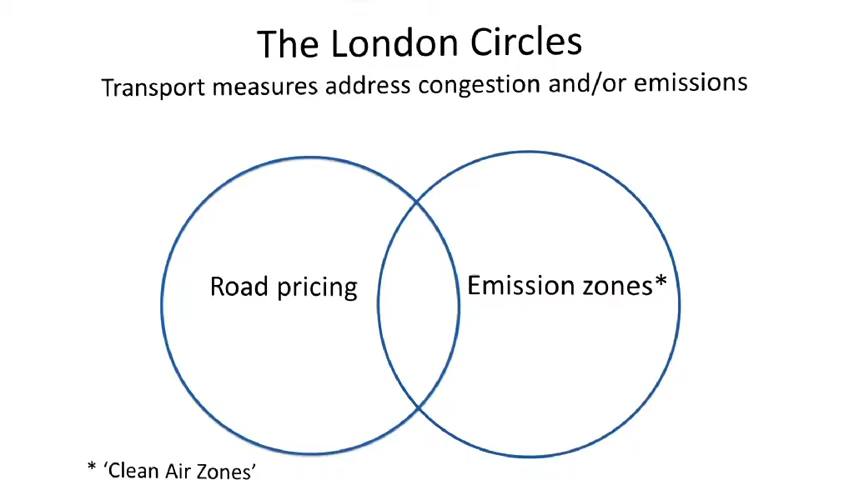 The London Circles
Transport measures address congestion and/or emissions
Road pricing
Emission zones*
* ‘Clean Air Zones’